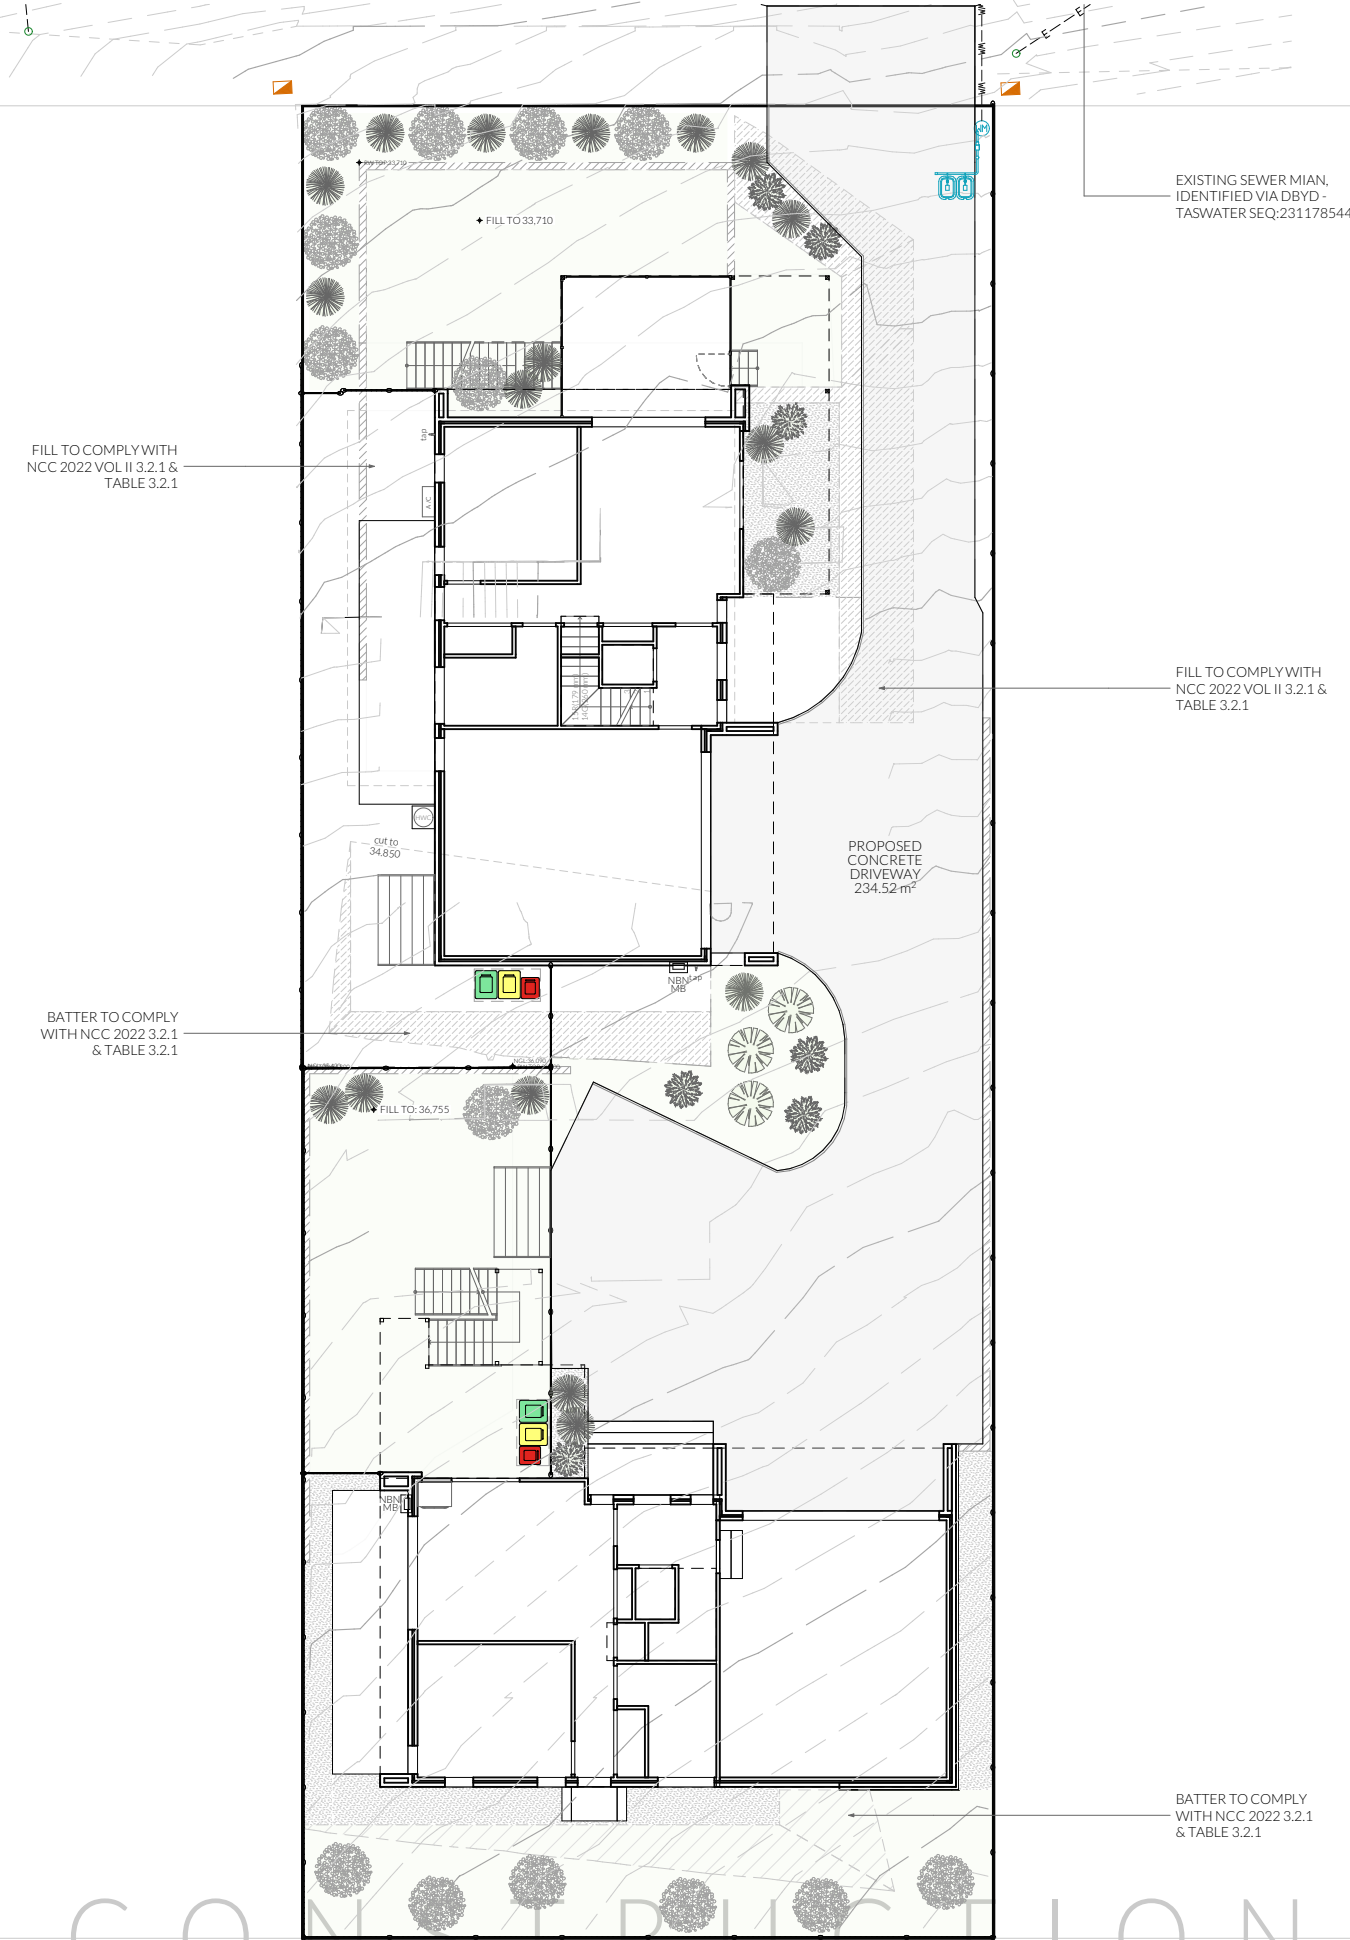 E
E
WM
EXISTING SEWER MIAN,
IDENTIFIED VIA DBYD -
TASWATER SEQ:231178544
FILL TO 33,710
FILL TO COMPLY WITH
NCC 2022 VOL II 3.2.1 &
TABLE 3.2.1
tap
A/C
FILL TO COMPLY WITH
NCC 2022 VOL II 3.2.1 &
TABLE 3.2.1
HWC
cut to
34.850
PROPOSED
CONCRETE
DRIVEWAY
234.52 m²
NBN
MB
tap
BATTER TO COMPLY
WITH NCC 2022 3.2.1
& TABLE 3.2.1
FILL TO: 36,755
NBN
MB
BATTER TO COMPLY
WITH NCC 2022 3.2.1
& TABLE 3.2.1
CONSTRUCTION